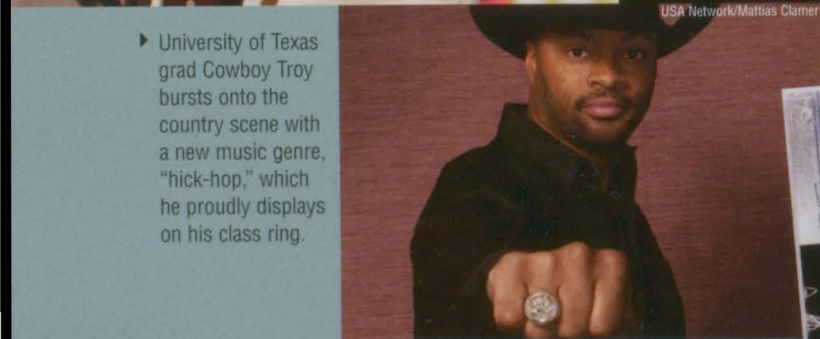 USA Network/Mattias Clamer
University of Texas
grad Cowboy Troy
bursts onto the
country scene with
a new music genre,
“hick-hop,” which
he proudly displays
on his class ring.